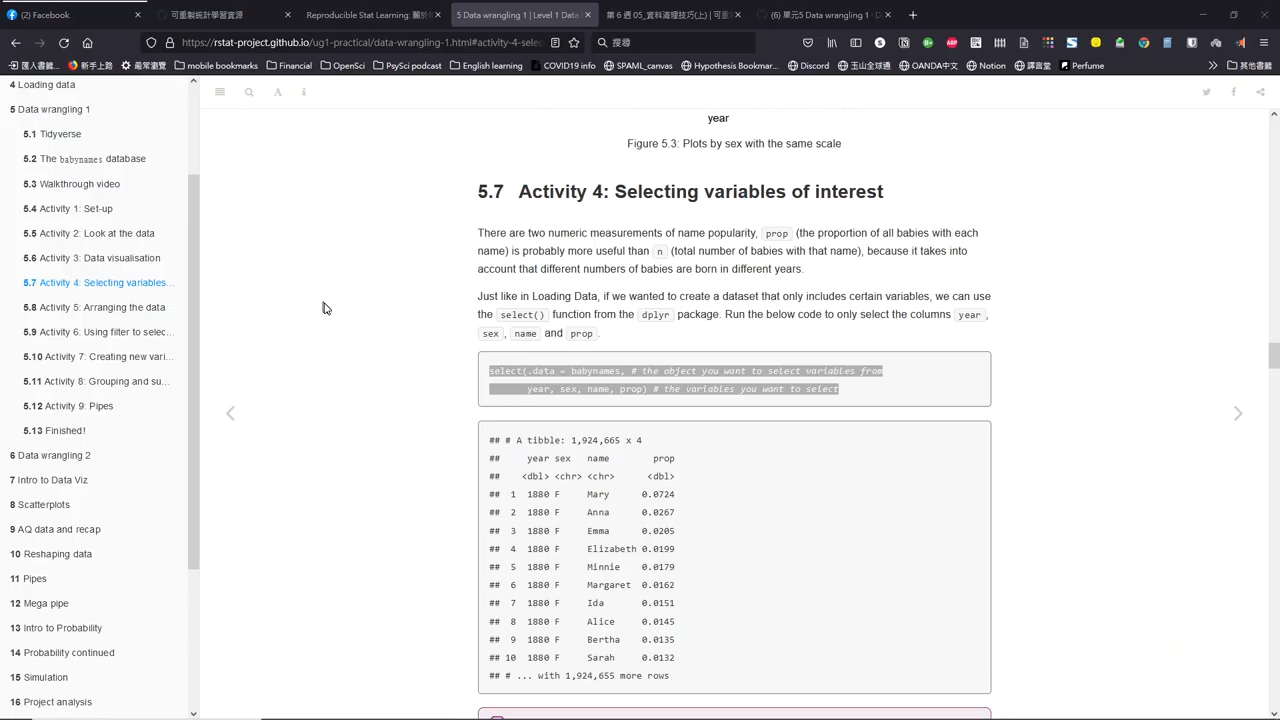 Facebook
可重製統計學習資源
Reproducible Stat Learning: 關於
5 Data wrangling 1 | Level 1 Data
第 6 週 05_資料清理技巧(上) | 可重
(6) 單元5 Data wrangling 1 -
https://rstat-project.github.io/ug1-practical/data-wrangling-1.html#activity-4-selec
搜尋
匯入書籤...
新手上路
最常瀏覽
mobile bookmarks
Financial
OpenSci
PsySci podcast
English learning
COVID19 info
SPAML_canvas
Hypothesis Bookmark...
Discord
玉山全球通
OANDA中文
Notion
譯言堂
Perfume
其他書籤
4 Loading data
5 Data wrangling 1
5.1 Tidyverse
5.2 The babynames database
5.3 Walkthrough video
5.4 Activity 1: Set-up
5.5 Activity 2: Look at the data
5.6 Activity 3: Data visualisation
5.7 Activity 4: Selecting variables...
5.8 Activity 5: Arranging the data
5.9 Activity 6: Using filter to selec...
5.10 Activity 7: Creating new vari...
5.11 Activity 8: Grouping and su...
5.12 Activity 9: Pipes
5.13 Finished!
6 Data wrangling 2
7 Intro to Data Viz
8 Scatterplots
9 AQ data and recap
10 Reshaping data
11 Pipes
12 Mega pipe
13 Intro to Probability
14 Probability continued
15 Simulation
16 Project analysis
year
Figure 5.3: Plots by sex with the same scale
5.7 Activity 4: Selecting variables of interest
There are two numeric measurements of name popularity, prop (the proportion of all babies with each
name) is probably more useful than n (total number of babies with that name), because it takes into
account that different numbers of babies are born in different years.
Just like in Loading Data, if we wanted to create a dataset that only includes certain variables, we can use
the select() function from the dplyr package. Run the below code to only select the columns year ,
sex , name and prop .
select(.data = babynames, # the object you want to select variables from
year, sex, name, prop) # the variables you want to select
## # A tibble: 1,924,665 x 4
## year sex name prop
## <dbl> <chr> <chr> <dbl>
## 1 1880 F Mary 0.0724
## 2 1880 F Anna 0.0267
## 3 1880 F Emma 0.0205
## 4 1880 F Elizabeth 0.0199
## 5 1880 F Minnie 0.0179
## 6 1880 F Margaret 0.0162
## 7 1880 F Ida 0.0151
## 8 1880 F Alice 0.0145
## 9 1880 F Bertha 0.0135
## 10 1880 F Sarah 0.0132
## # ... with 1,924,655 more rows